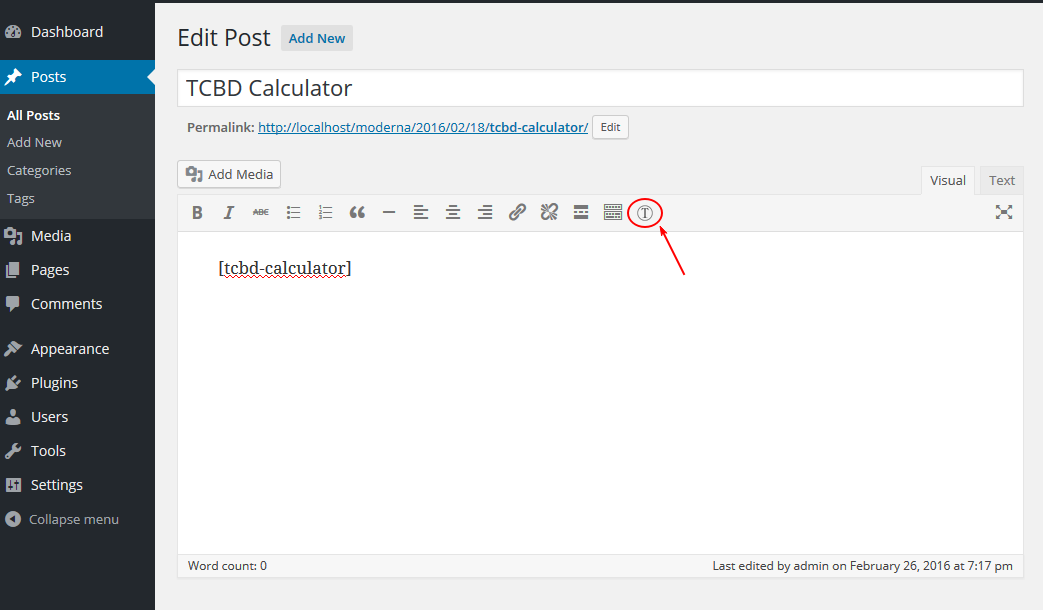 Dashboard
Posts
All Posts
Add New
Categories
Tags
Media
Pages
Comments
Appearance
Plugins
Users
Tools
Settings
Collapse menu
Edit Post Add New
TCBD Calculator
Permalink: http://localhost/moderna/2016/02/18/tcbd-calculator/ Edit
Add Media
Visual Text
B I ABC T
[tcbd-calculator]
Word count: 0 Last edited by admin on February 26, 2016 at 7:17 pm